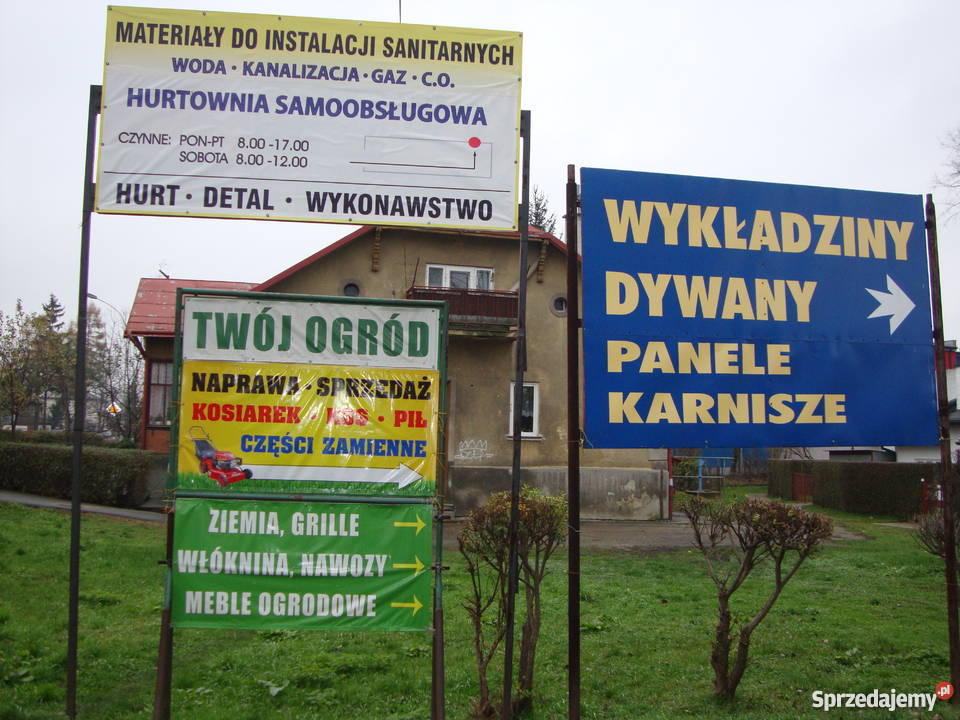 MATERIAŁY DO INSTALACJI SANITARNYCH
WODA · KANALIZACJA · GAZ · C.O.
HURTOWNIA SAMOOBSŁUGOWA
CZYNNE: PON-PT 8.00-17.00
SOBOTA 8.00-12.00
HURT · DETAL · WYKONAWSTWO
TWÓJ OGRÓD
NAPRAWA · SPRZEDAŻ
KOSIAREK · KOS · PIŁ
CZĘŚCI ZAMIENNE
ZIEMIA, GRILLE
WŁÓKNINA, NAWOZY
MEBLE OGRODOWE
WYKŁADZINY
DYWANY
PANELE
KARNISZE
Sprzedajemy.pl